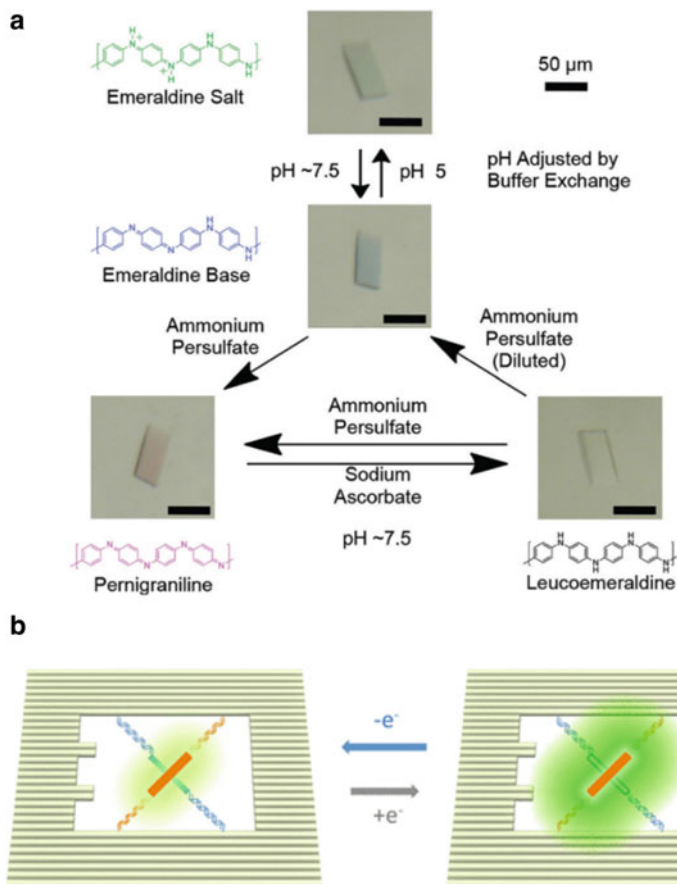 a
Emeraldine Salt
50 µm
pH ~7.5
pH 5
pH Adjusted by
Buffer Exchange
Emeraldine Base
Ammonium
Persulfate
Ammonium
Persulfate
(Diluted)
Ammonium
Persulfate
Sodium
Ascorbate
pH ~7.5
Pernigraniline
Leucoemeraldine
b
-e-
+e-